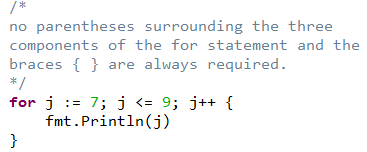 /*
no parentheses surrounding the three
components of the for statement and the
braces { } are always required.
*/
for j := 7; j <= 9; j++ {
    fmt.Println(j)
}